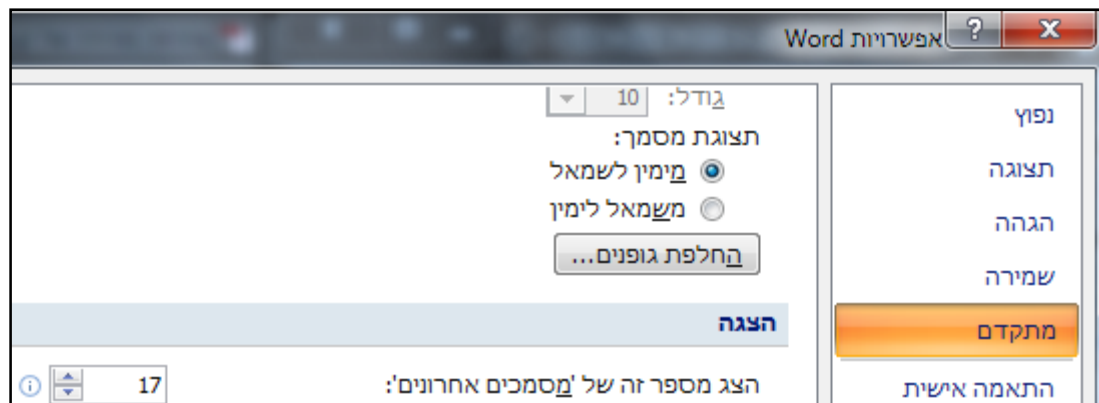 אפשרויות Word
נפוץ
תצוגה
הגהה
שמירה
מתקדם
התאמה אישית
גודל: 10
תצוגת מסמך:
מימין לשמאל
משמאל לימין
החלפת גופנים...
הצגה
הצג מספר זה של 'מסמכים אחרונים': 17